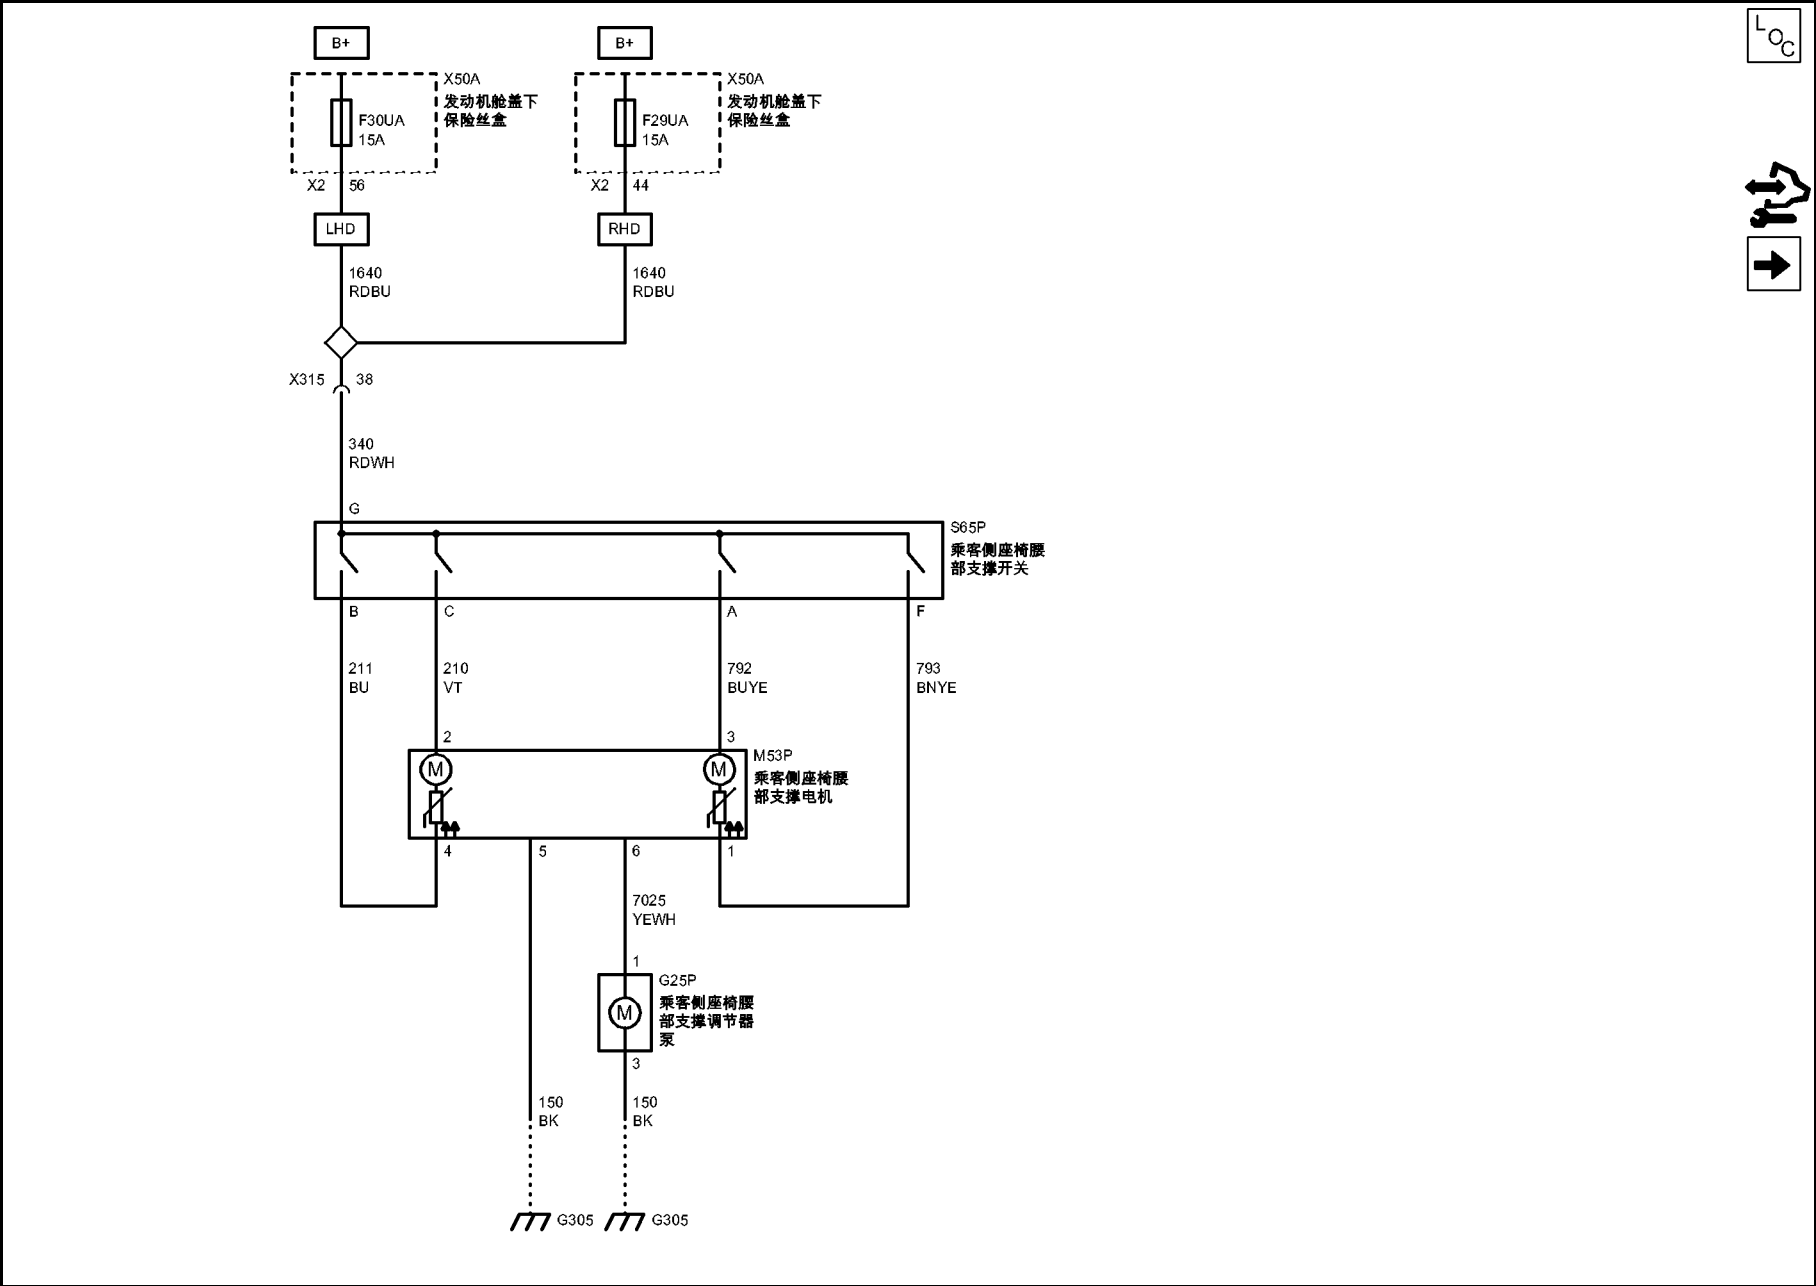 B+
B+
LOC
X50A
发动机舱盖下
保险丝盒
F30UA
15A
X2
56
X50A
发动机舱盖下
保险丝盒
F29UA
15A
X2
44
LHD
RHD
1640
RDBU
1640
RDBU
X315
38
340
RDWH
G
S65P
乘客侧座椅腰
部支撑开关
B
C
A
F
211
BU
210
VT
792
BUYE
793
BNYE
2
3
M
M
M53P
乘客侧座椅腰
部支撑电机
4
5
6
1
7025
YEWH
1
G25P
乘客侧座椅腰
部支撑调节器
泵
M
3
150
BK
150
BK
G305
G305